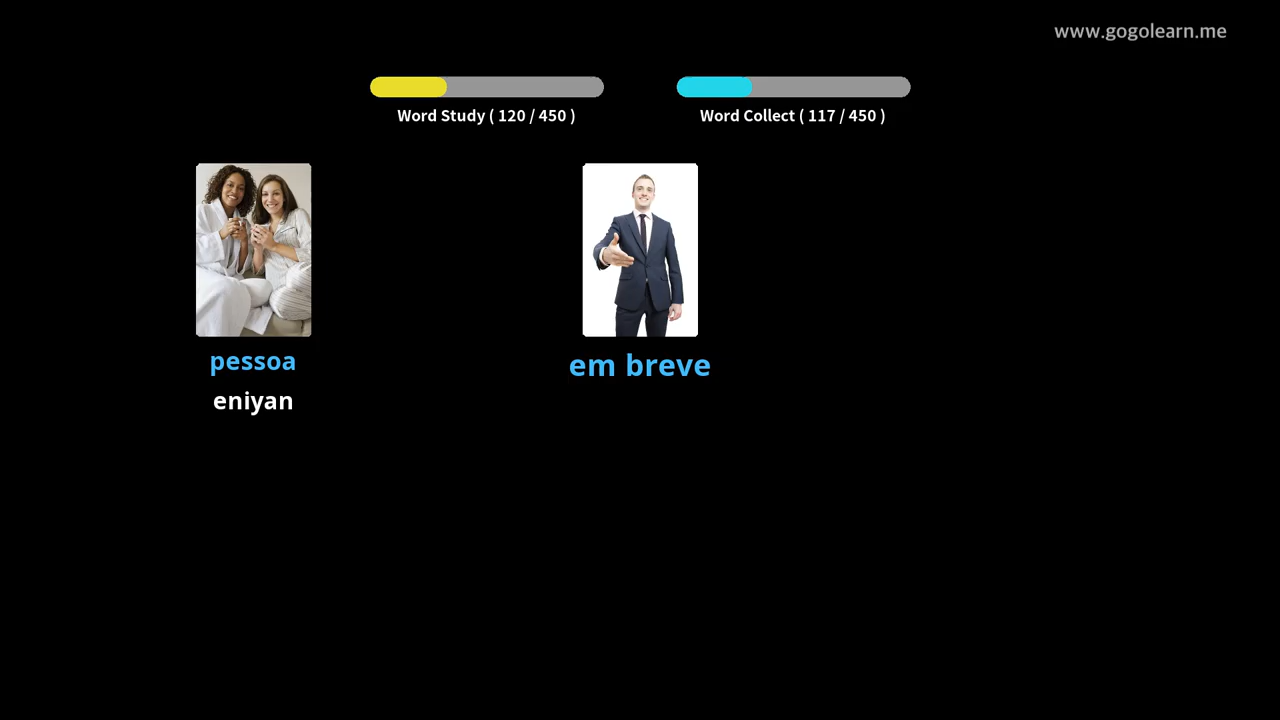 www.gogolearn.me
Word Study ( 120 / 450 )
Word Collect ( 117 / 450 )
pessoa
eniyan
em breve